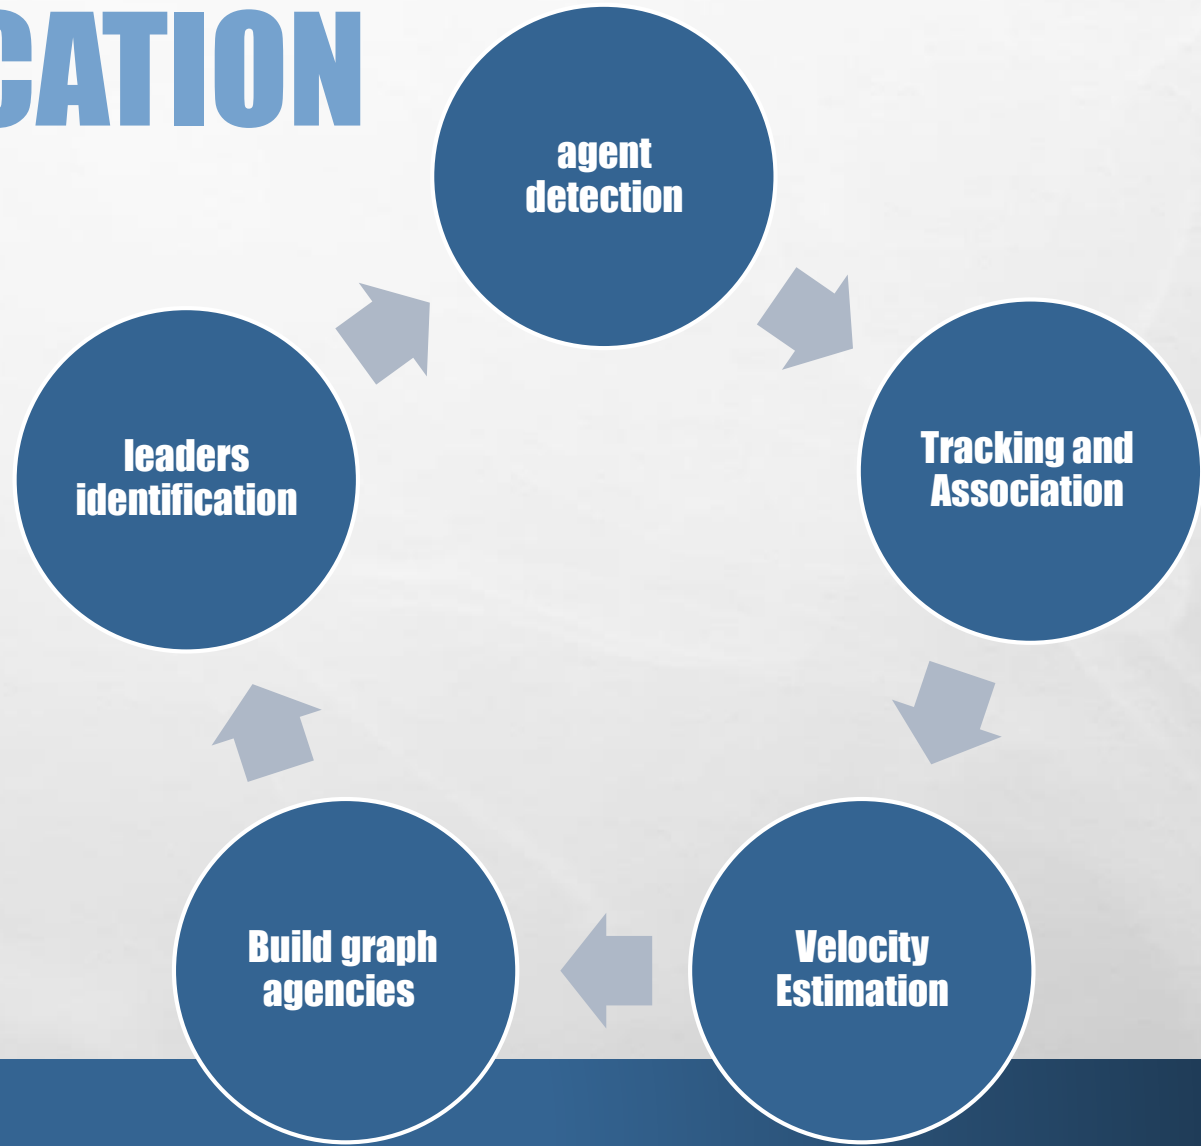 CATION
agent
detection
Tracking and
Association
Velocity
Estimation
Build graph
agencies
leaders
identification